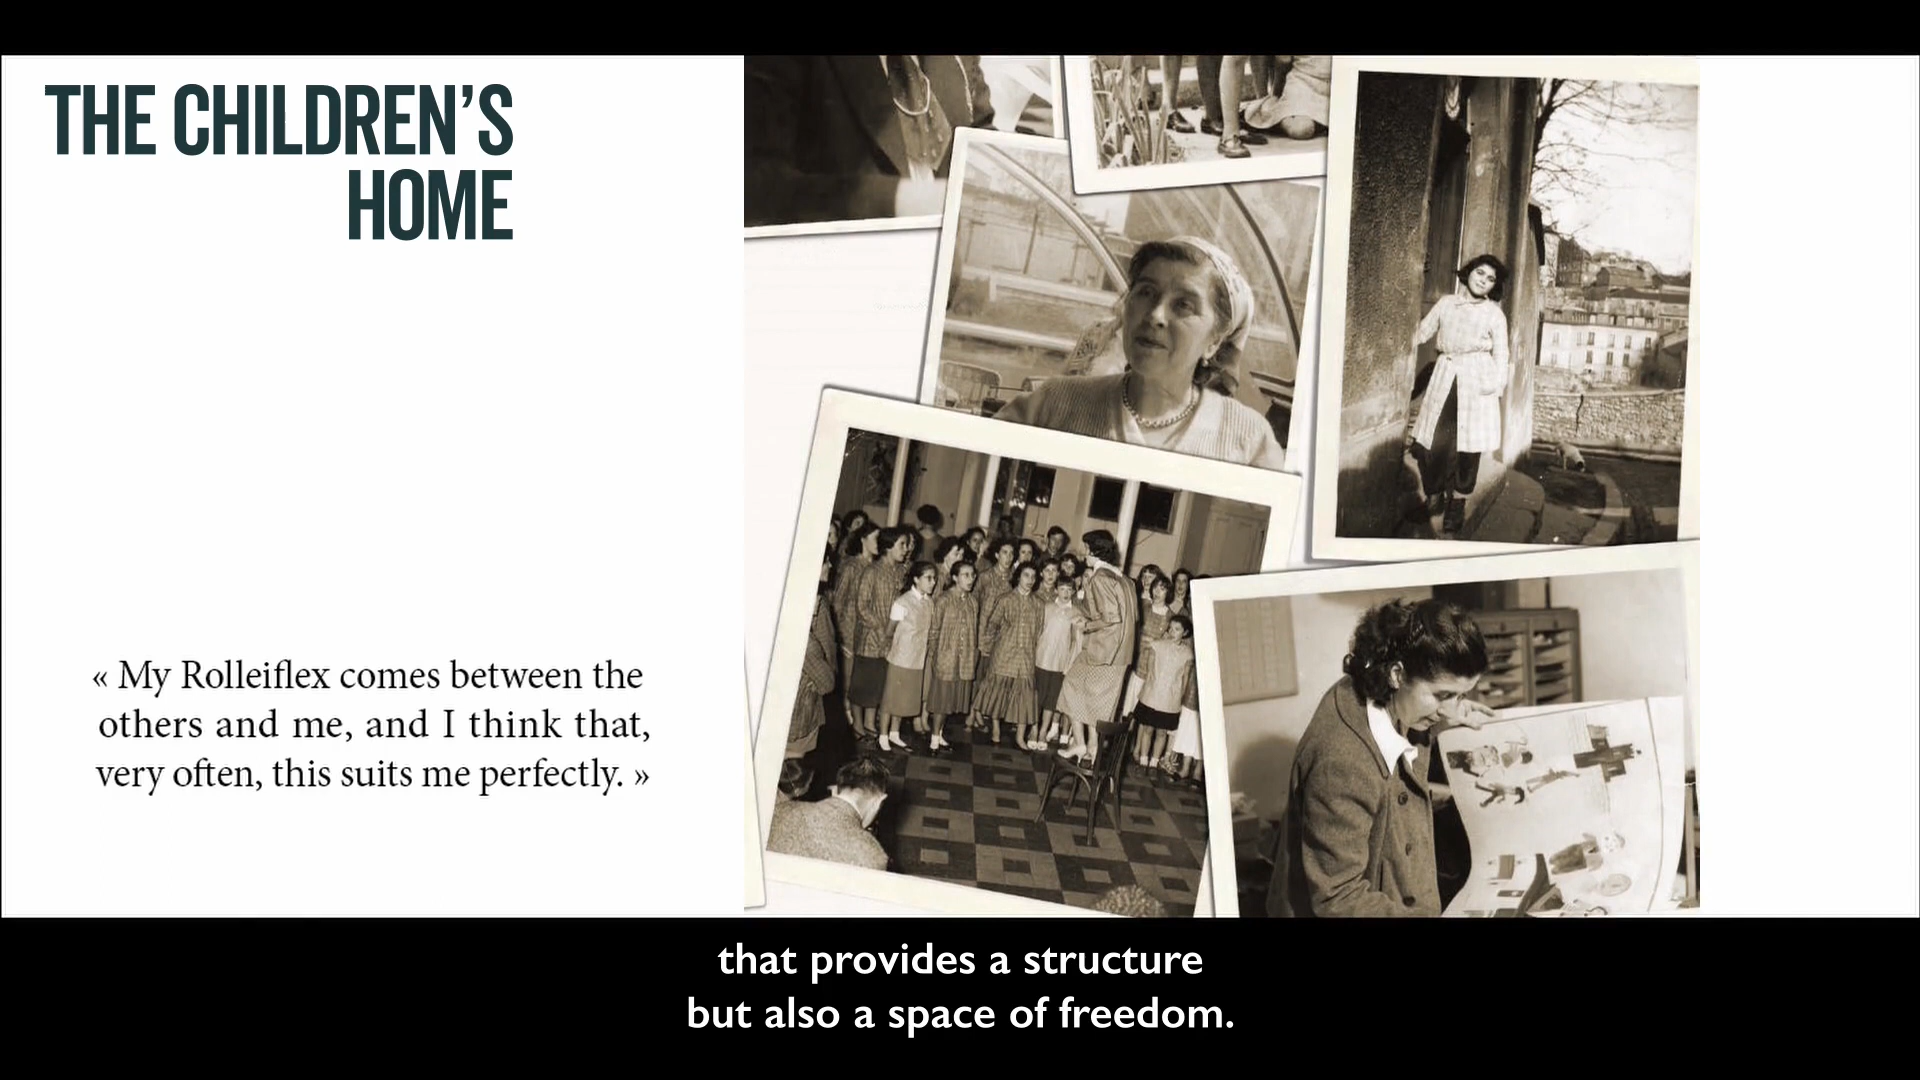 THE CHILDREN’S
HOME
« My Rolleiflex comes between the
others and me, and I think that,
very often, this suits me perfectly. »
that provides a structure
but also a space of freedom.